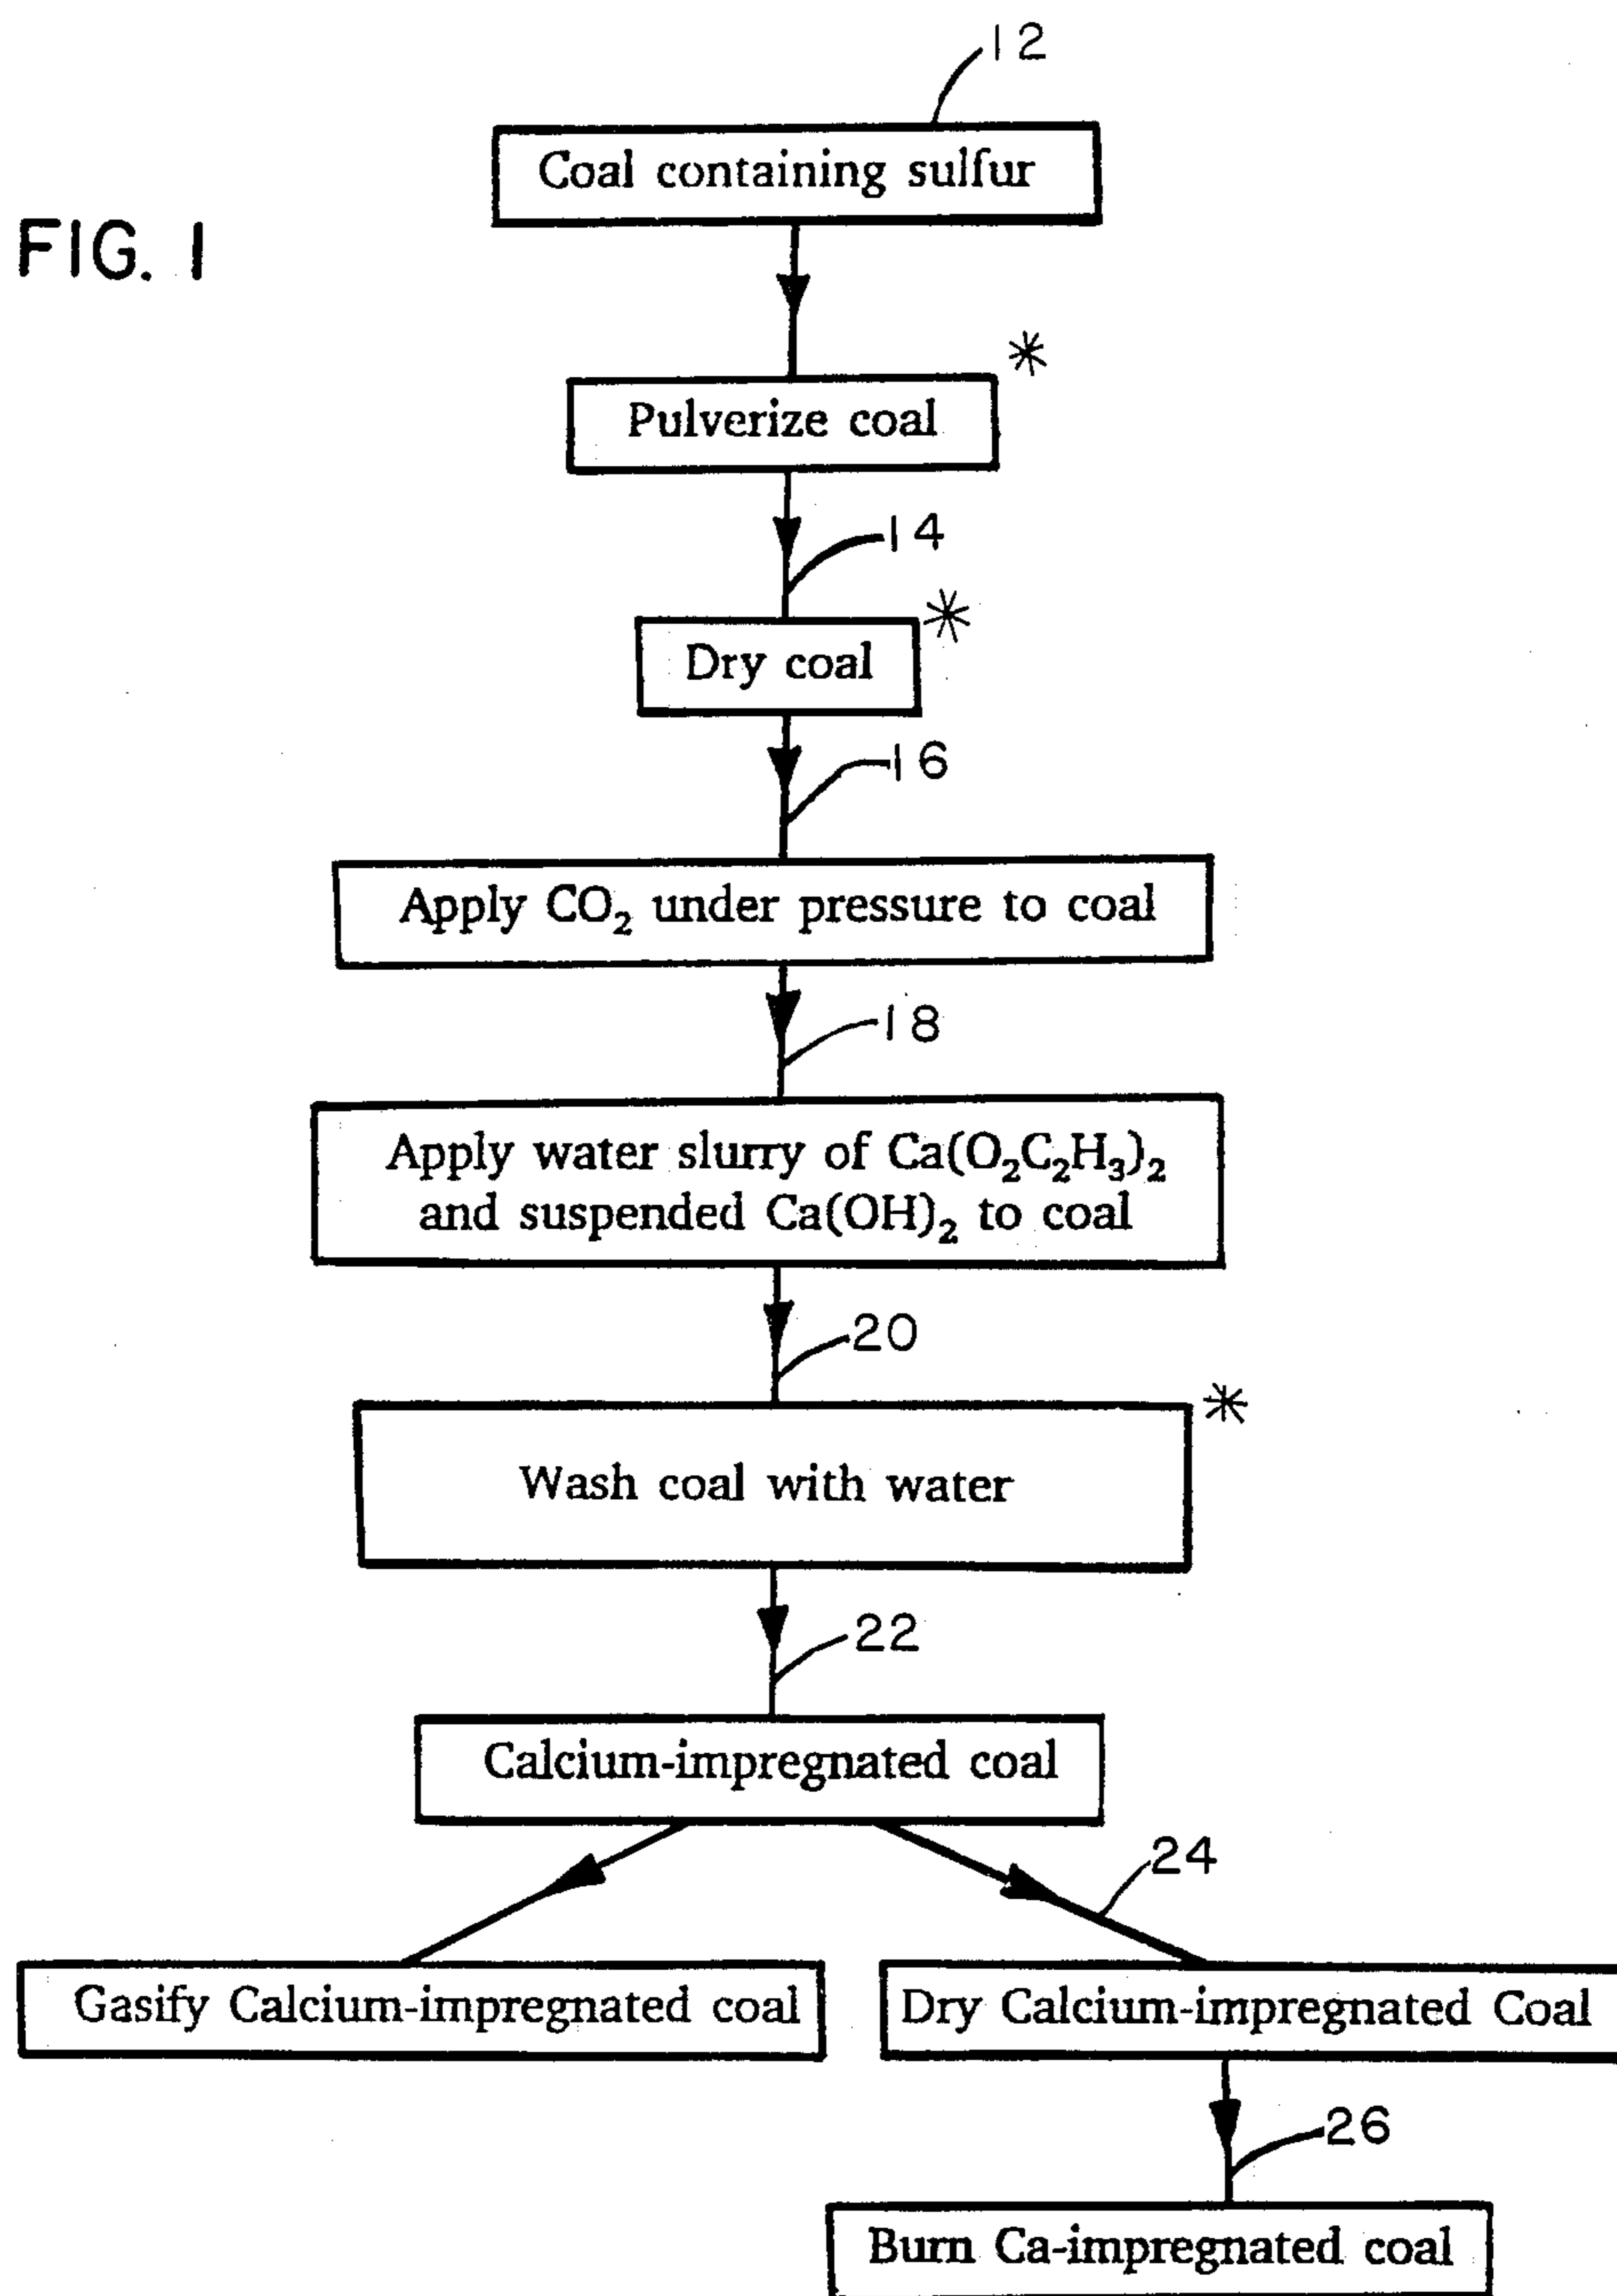 12
Coal containing sulfur
FIG. 1
*
Pulverize coal
14
*
Dry coal
16
Apply CO₂ under pressure to coal
18
Apply water slurry of Ca(O₂C₂H₃)₂
and suspended Ca(OH)₂ to coal
20
*
Wash coal with water
22
Calcium-impregnated coal
24
Gasify Calcium-impregnated coal
Dry Calcium-impregnated Coal
26
Burn Ca-impregnated coal